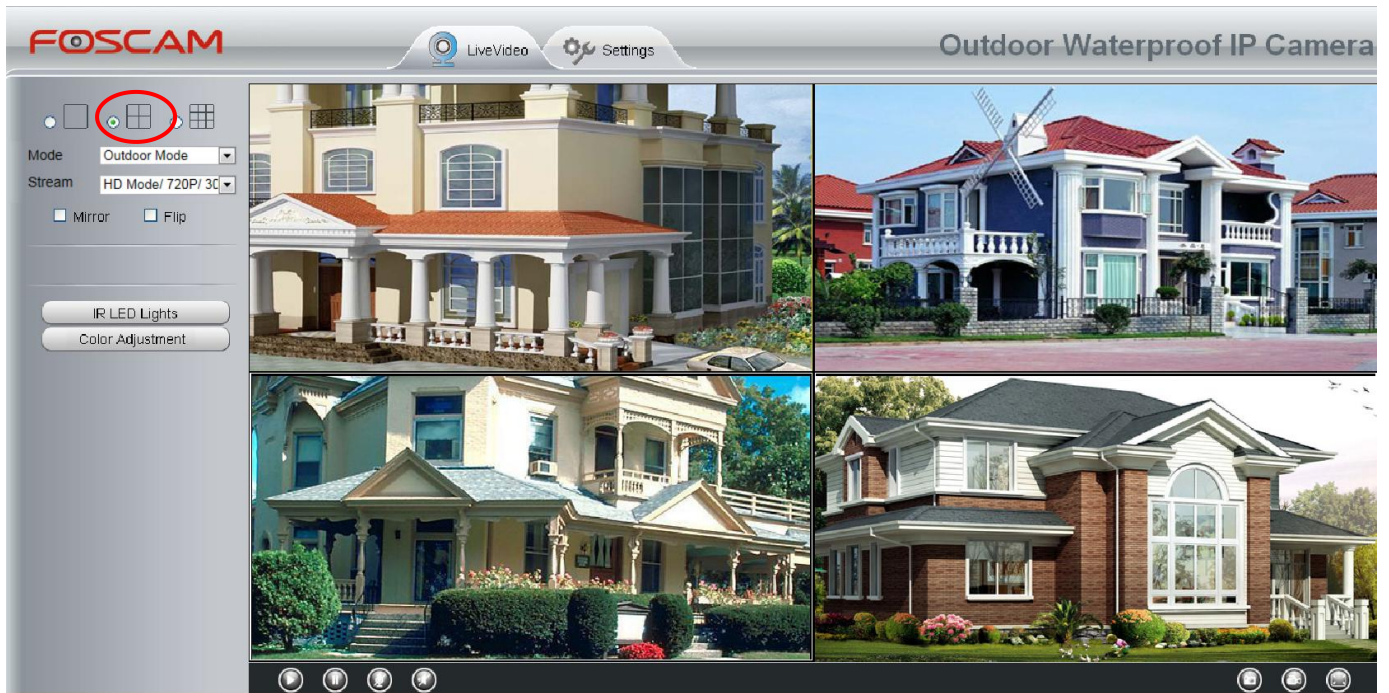 FOSCAM
LiveVideo
Settings
Outdoor Waterproof IP Camera
Mode
Outdoor Mode
Stream
HD Mode/ 720P/ 30
Mirror
Flip
IR LED Lights
Color Adjustment